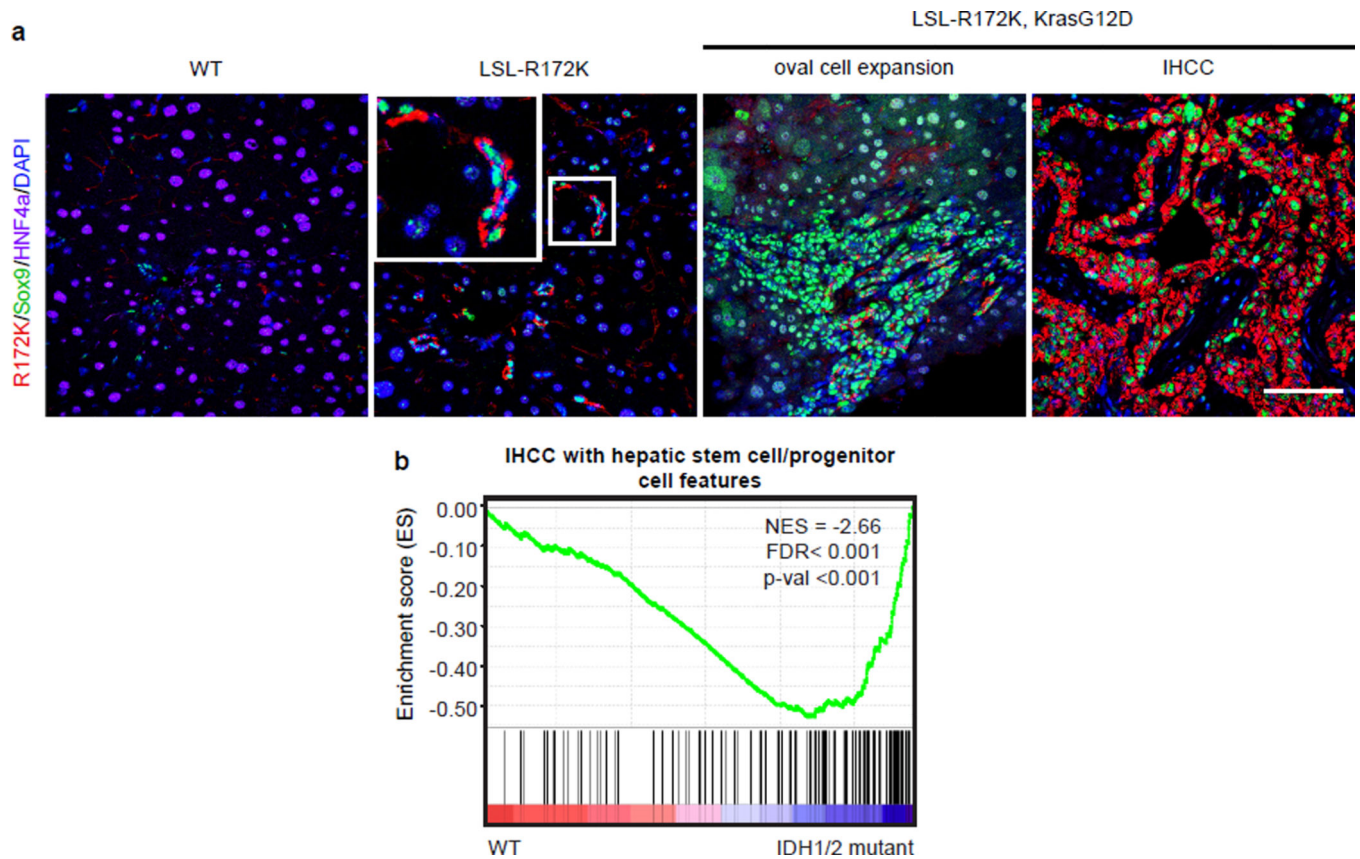 a
LSL-R172K, KrasG12D
WT
LSL-R172K
oval cell expansion
IHCC
R172K/Sox9/HNF4a/DAPI
b
IHCC with hepatic stem cell/progenitor
cell features
Enrichment score (ES)
0.00
-0.10
-0.20
-0.30
-0.40
-0.50
NES = -2.66
FDR< 0.001
p-val <0.001
WT
IDH1/2 mutant